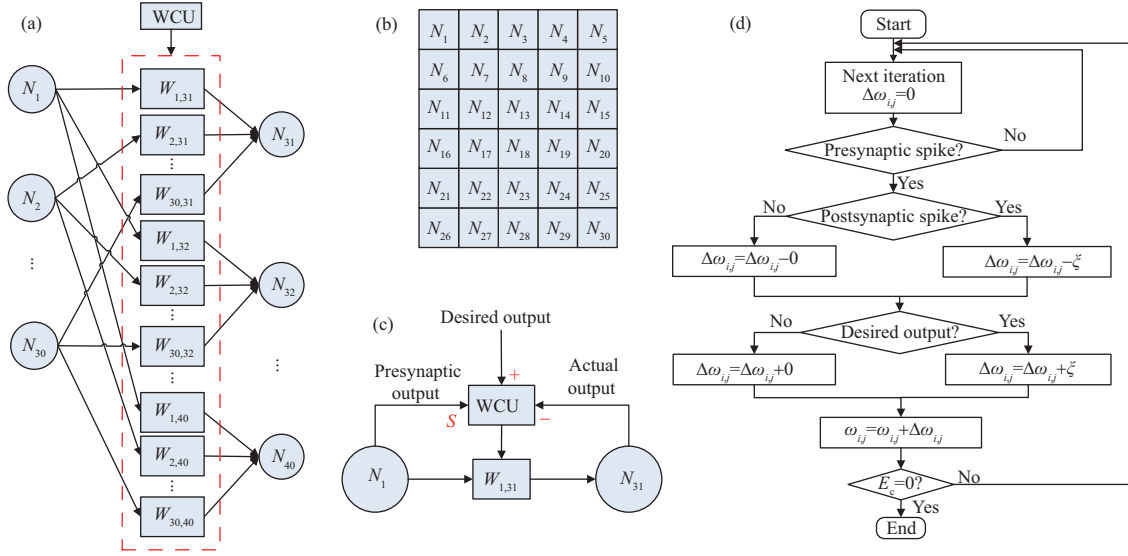 (a)
WCU
N1
N2
...
N30
W1,31
W2,31
...
W30,31
W1,32
W2,32
...
W30,32
...
W1,40
W2,40
...
W30,40
N31
N32
...
N40
(b)
N1 N2 N3 N4 N5
N6 N7 N8 N9 N10
N11 N12 N13 N14 N15
N16 N17 N18 N19 N20
N21 N22 N23 N24 N25
N26 N27 N28 N29 N30
(c)
Desired output
Presynaptic
output
Actual
output
+
S
WCU
−
N1
W1,31
N31
(d)
Start
Next iteration
Δωi,j=0
Presynaptic spike?
No
Yes
Postsynaptic spike?
No
Yes
Δωi,j=Δωi,j−0
Δωi,j=Δωi,j−ξ
Desired output?
No
Yes
Δωi,j=Δωi,j+0
Δωi,j=Δωi,j+ξ
ωi,j=ωi,j+Δωi,j
Ec=0?
No
Yes
End